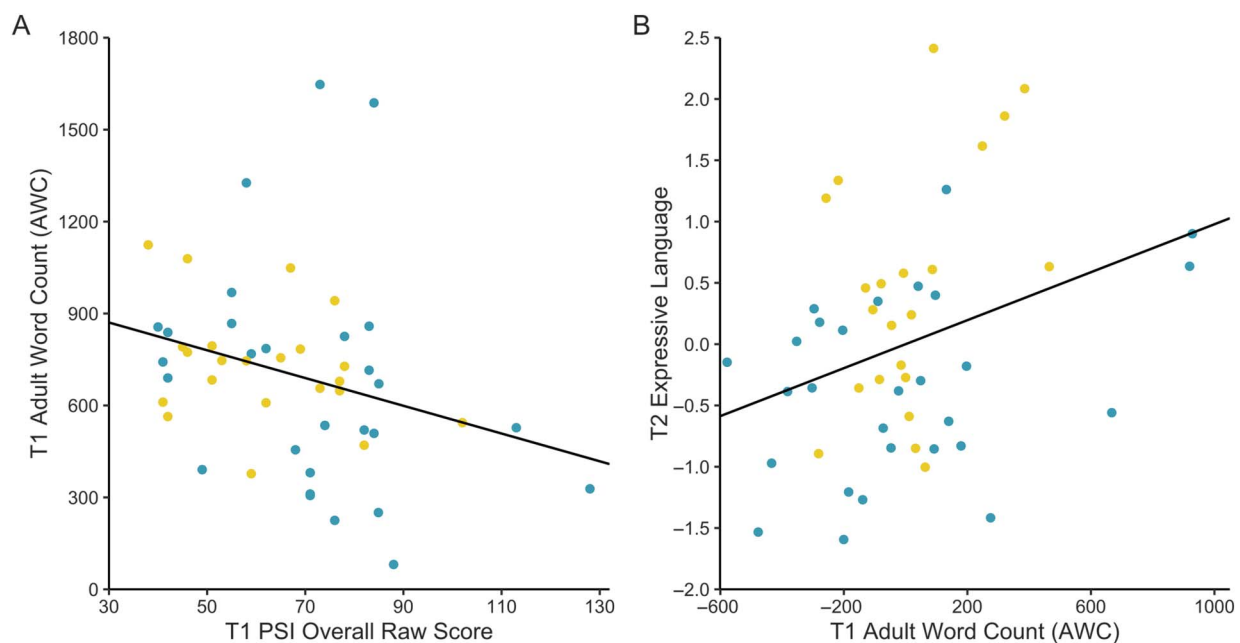 A
1800
1500
1200
900
600
300
0
T1 Adult Word Count (AWC)
30 50 70 90 110 130
T1 PSI Overall Raw Score
B
2.5
2.0
1.5
1.0
0.5
0.0
−0.5
−1.0
−1.5
−2.0
T2 Expressive Language
−600 −200 200 600 1000
T1 Adult Word Count (AWC)